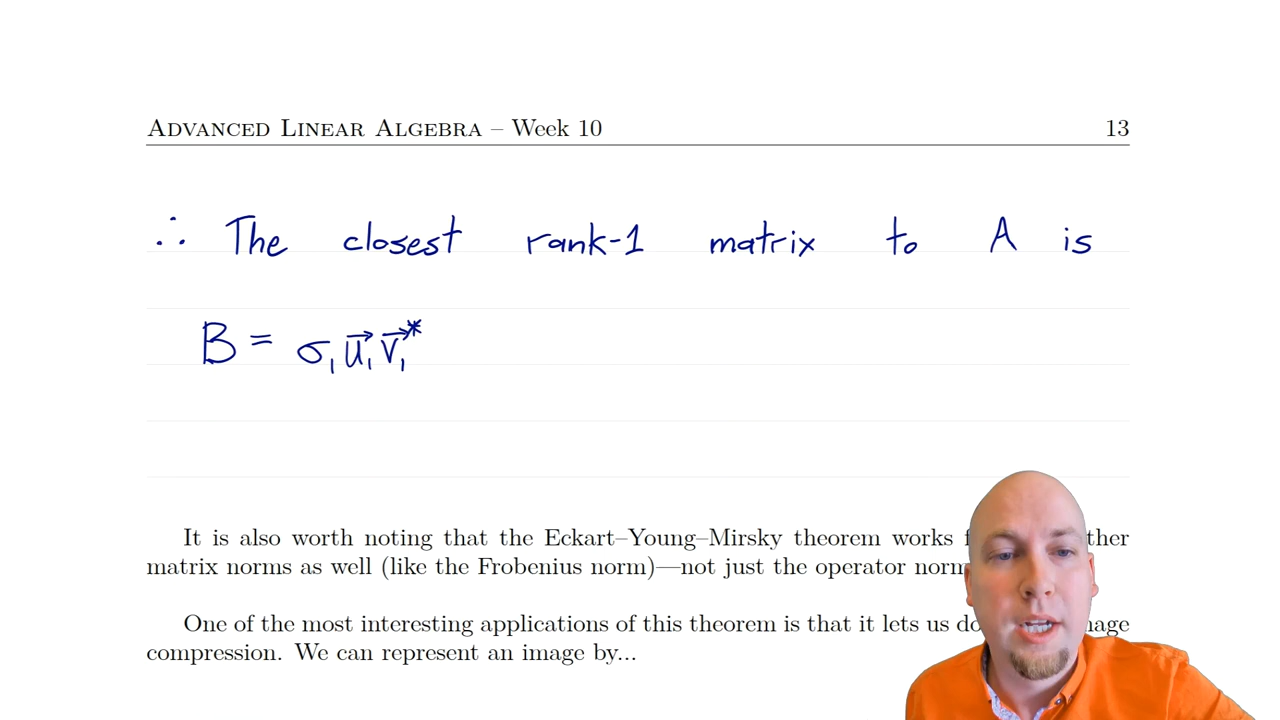 ADVANCED LINEAR ALGEBRA – Week 10 13
∴ The closest rank-1 matrix to A is
B = σ₁u⃗₁v⃗₁*
It is also worth noting that the Eckart–Young–Mirsky theorem works
matrix norms as well (like the Frobenius norm)—not just the operator
One of the most interesting applications of this theorem is that it lets us do
compression. We can represent an image by...